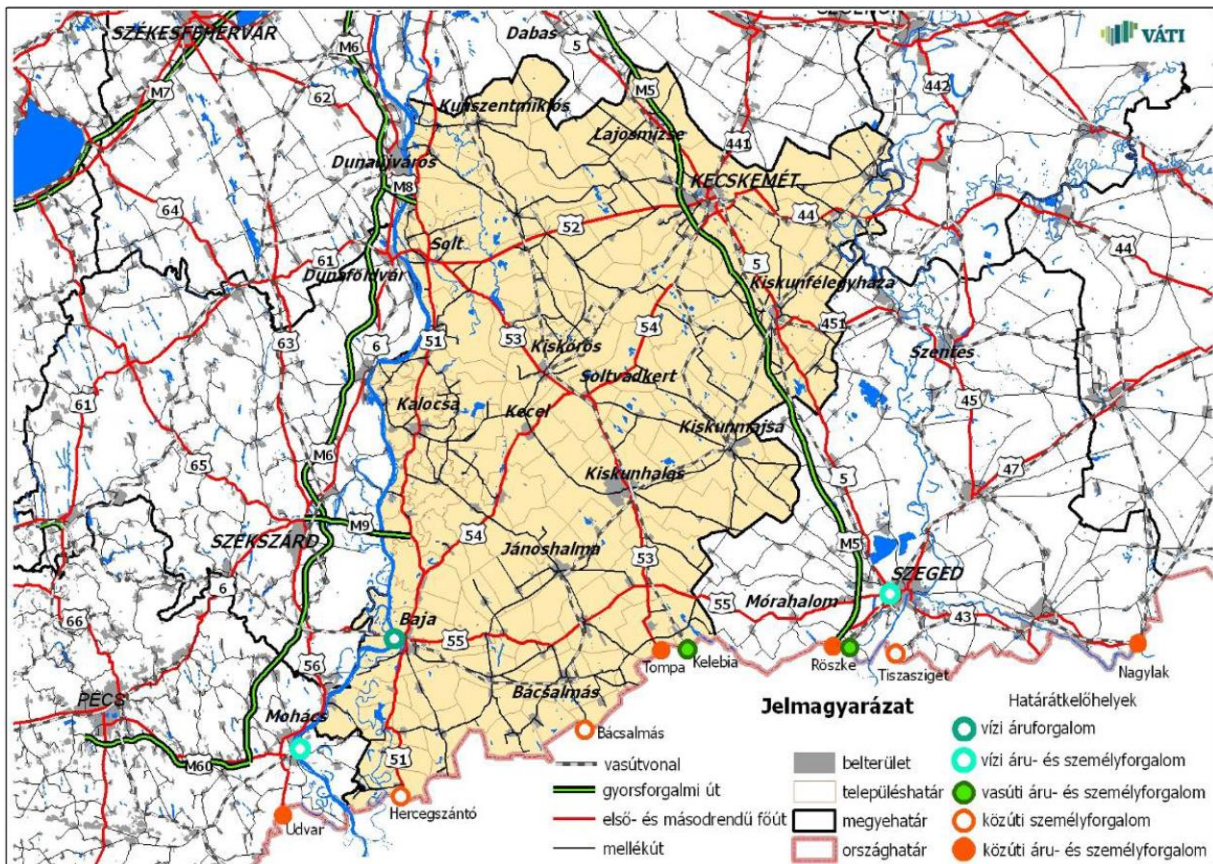 SZÉKESFEHÉRVÁR
Dabas
5
M6
62
M7
M5
442
VÁTI
Kunszentmiklós
Lajosmizse
441
Dunaújváros
M8
KECSKEMÉT
64
52
44
Solt
61
Dunaföldvár
5
44
Kiskunfélegyháza
451
54
63
51
53
6
Kiskőrös
Szentes
Soltvadkert
61
Kalocsa
Kecel
45
Kiskunmajsa
M6
65
Kiskunhalas
47
5
M9
SZEKSZÁRD
54
M5
Jánoshalma
53
SZEGED
6
55
Mórahalom
66
Baja
43
55
56
Tompa
Kelebia
Röszke
Tiszasziget
Nagylak
PÉCS
Bácsalmás
Mohács
Bácsalmás
M60
51
Hercegszántó
Udvar
Jelmagyarázat
vasútvonal
gyorsforgalmi út
első- és másodrendű főút
mellékút
belterület
településhatár
megyehatár
országhatár
Határátkelőhelyek
vízi áruforgalom
vízi áru- és személyforgalom
vasúti áru- és személyforgalom
közúti személyforgalom
közúti áru- és személyforgalom